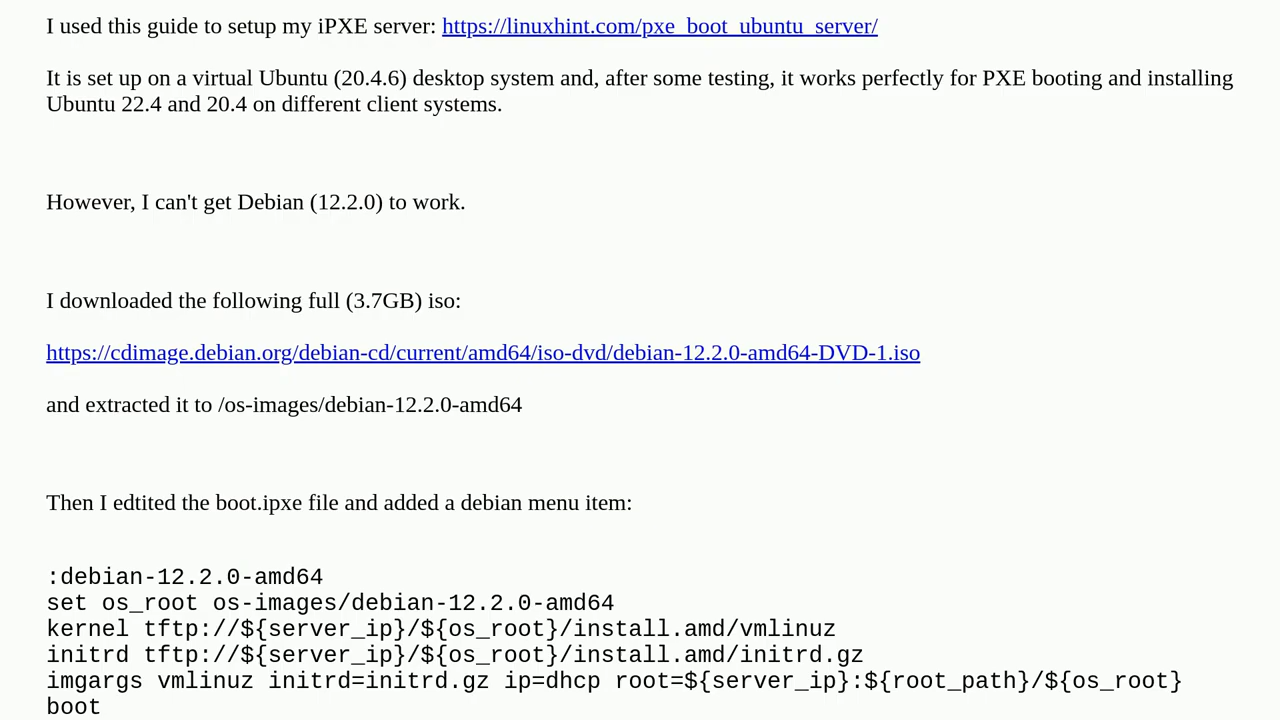 I used this guide to setup my iPXE server: https://linuxhint.com/pxe_boot_ubuntu_server/
It is set up on a virtual Ubuntu (20.4.6) desktop system and, after some testing, it works perfectly for PXE booting and installing
Ubuntu 22.4 and 20.4 on different client systems.
However, I can't get Debian (12.2.0) to work.
I downloaded the following full (3.7GB) iso:
https://cdimage.debian.org/debian-cd/current/amd64/iso-dvd/debian-12.2.0-amd64-DVD-1.iso
and extracted it to /os-images/debian-12.2.0-amd64
Then I edtited the boot.ipxe file and added a debian menu item:
:debian-12.2.0-amd64
set os_root os-images/debian-12.2.0-amd64
kernel tftp://${server_ip}/${os_root}/install.amd/vmlinuz
initrd tftp://${server_ip}/${os_root}/install.amd/initrd.gz
imgargs vmlinuz initrd=initrd.gz ip=dhcp root=${server_ip}:${root_path}/${os_root}
boot